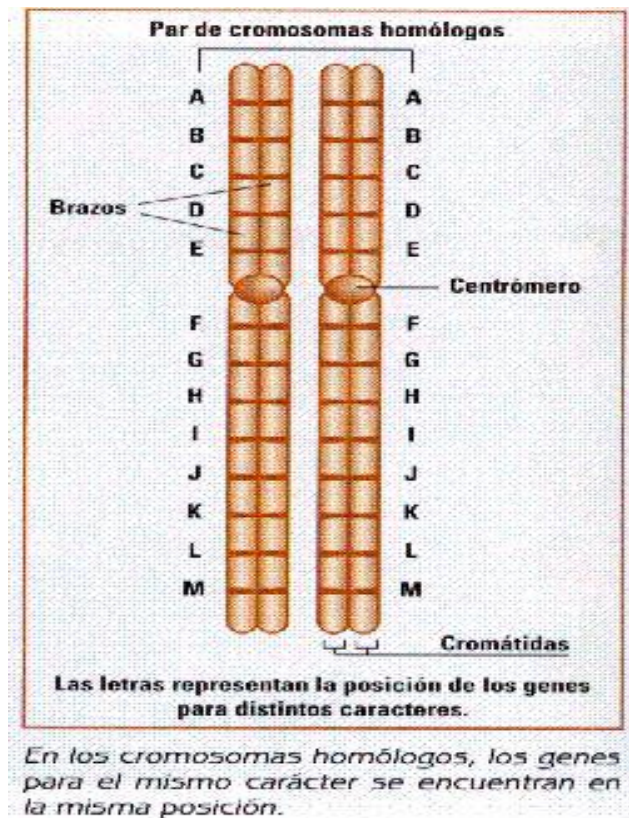 Par de cromosomas homólogos
A A
B B
C C
Brazos D D
E E
Centrómero
F F
G G
H H
I I
J J
K K
L L
M M
Cromátidas
Las letras representan la posición de los genes
para distintos caracteres.
En los cromosomas homólogos, los genes
para el mismo carácter se encuentran en
la misma posición.